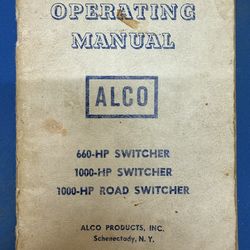 OPERATING
MANUAL
ALCO
660-HP SWITCHER
1000-HP SWITCHER
1000-HP ROAD SWITCHER
ALCO PRODUCTS, INC.
Schenectady, N. Y.